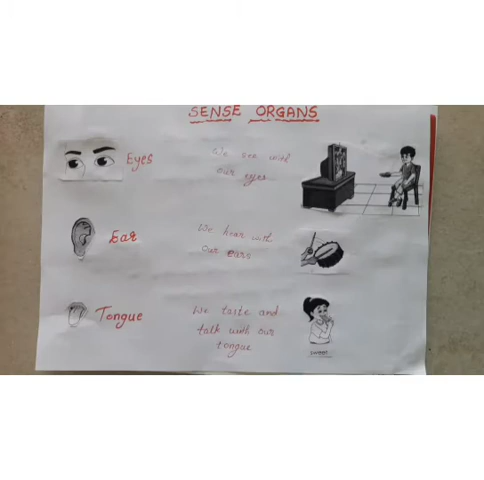 SENSE ORGANS
Eyes
We see with
our eyes
Ear
We hear with
our ears
Tongue
We taste and
talk with our
tongue
sweet